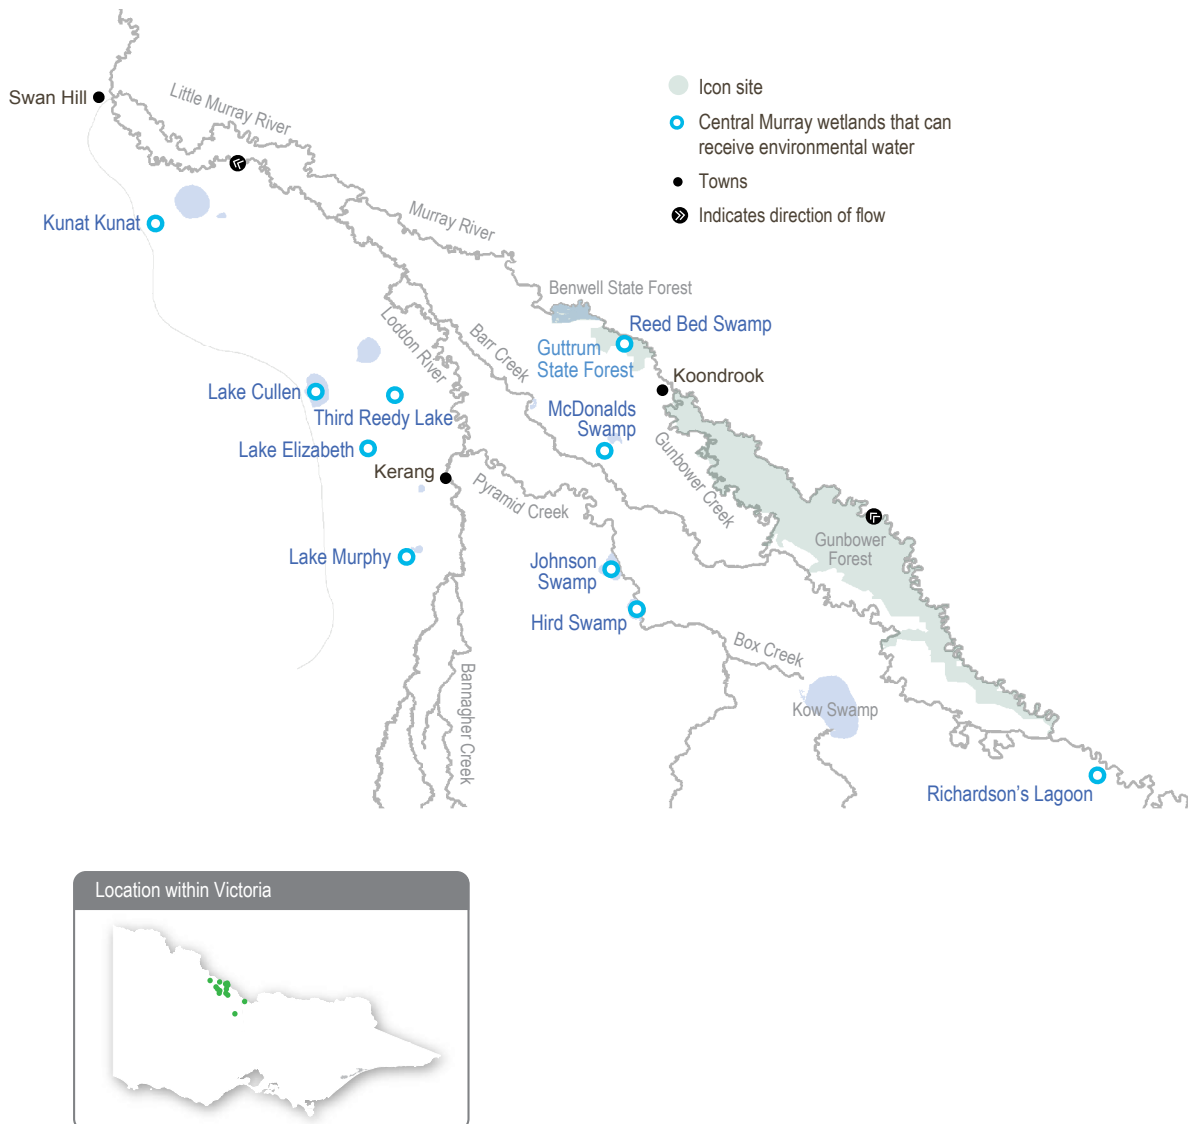 Swan Hill
Little Murray River
Icon site
Central Murray wetlands that can
receive environmental water
Towns
Indicates direction of flow
Kunat Kunat
Murray River
Benwell State Forest
Reed Bed Swamp
Guttrum
State Forest
Koondrook
Loddon River
Barr Creek
Lake Cullen
Third Reedy Lake
McDonalds
Swamp
Lake Elizabeth
Kerang
Gunbower Creek
Pyramid Creek
Gunbower
Forest
Lake Murphy
Johnson
Swamp
Hird Swamp
Box Creek
Bannagher Creek
Kow Swamp
Richardson's Lagoon
Location within Victoria